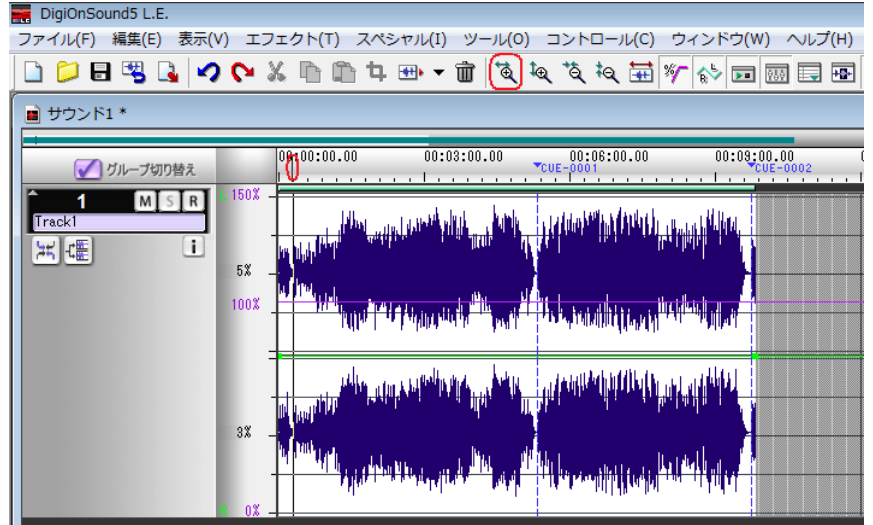 DigiOnSound5 L.E.
ファイル(F) 編集(E) 表示(V) エフェクト(T) スペシャル(I) ツール(O) コントロール(C) ウィンドウ(W) ヘルプ(H)
サウンド1 *
グループ切り替え
00:00:00.00 00:03:00.00 00:06:00.00 00:09:00.00
CUE-0001 CUE-0002
1 M S R
Track1
i
150%
5%
100%
3%
0%